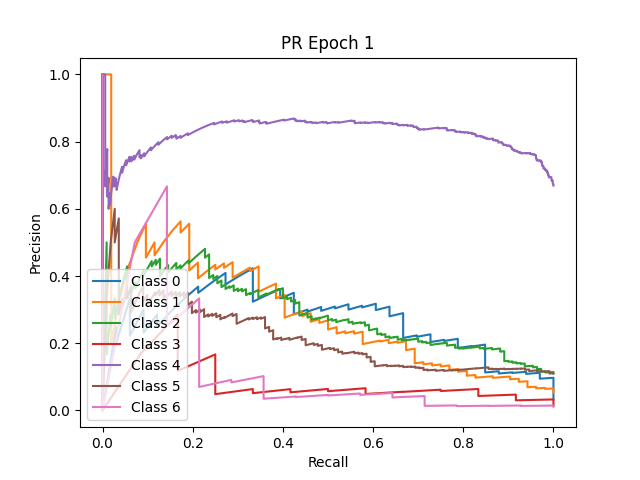 PR Epoch 1
Precision
1.0
0.8
0.6
0.4
0.2
0.0
Class 0
Class 1
Class 2
Class 3
Class 4
Class 5
Class 6
0.0 0.2 0.4 0.6 0.8 1.0
Recall